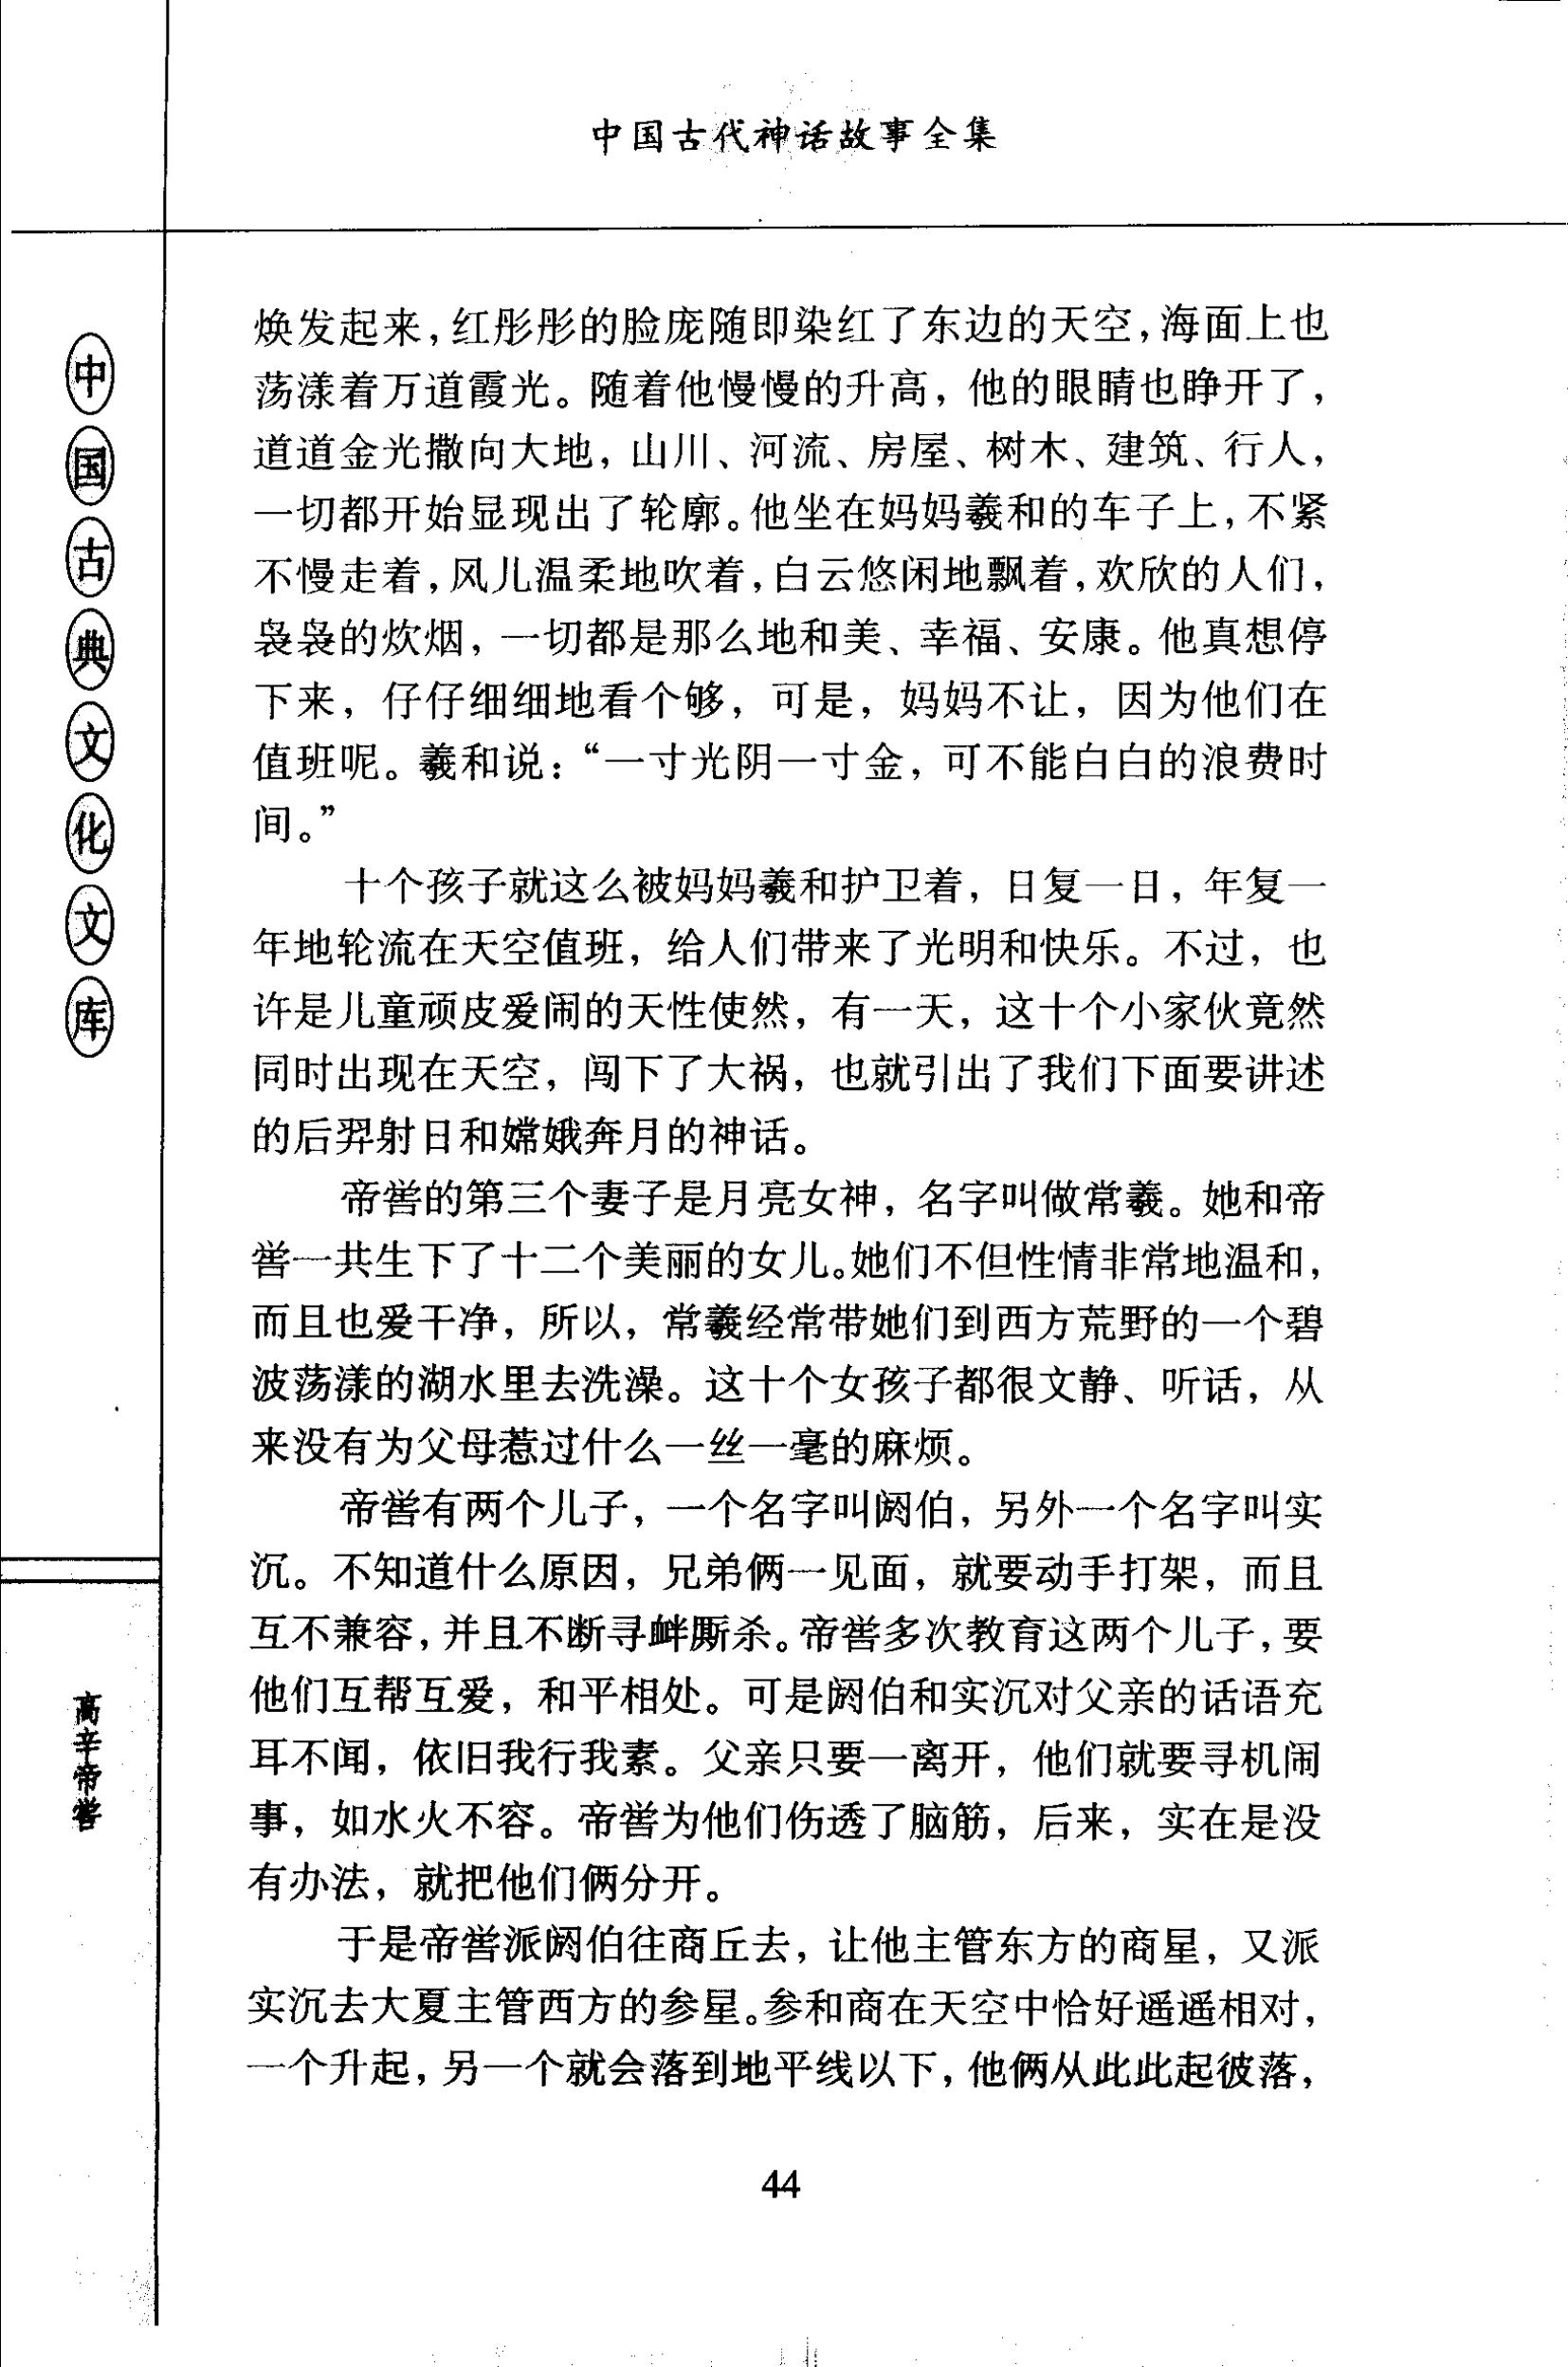 中国古代神话故事全集
中国古典文化文库
高辛帝喾
焕发起来，红彤彤的脸庞随即染红了东边的天空，海面上也
荡漾着万道霞光。随着他慢慢的升高，他的眼睛也睁开了，
道道金光撒向大地，山川、河流、房屋、树木、建筑、行人，
一切都开始显现出了轮廓。他坐在妈妈羲和的车子上，不紧
不慢走着，风儿温柔地吹着，白云悠闲地飘着，欢欣的人们，
袅袅的炊烟，一切都是那么地和美、幸福、安康。他真想停
下来，仔仔细细地看个够，可是，妈妈不让，因为他们在
值班呢。羲和说：“一寸光阴一寸金，可不能白白的浪费时
间。”
十个孩子就这么被妈妈羲和护卫着，日复一日，年复一
年地轮流在天空值班，给人们带来了光明和快乐。不过，也
许是儿童顽皮爱闹的天性使然，有一天，这十个小家伙竟然
同时出现在天空，闯下了大祸，也就引出了我们下面要讲述
的后羿射日和嫦娥奔月的神话。
帝喾的第三个妻子是月亮女神，名字叫做常羲。她和帝
喾一共生下了十二个美丽的女儿。她们不但性情非常地温和，
而且也爱干净，所以，常羲经常带她们到西方荒野的一个碧
波荡漾的湖水里去洗澡。这十个女孩子都很文静、听话，从
来没有为父母惹过什么一丝一毫的麻烦。
帝喾有两个儿子，一个名字叫阏伯，另外一个名字叫实
沉。不知道什么原因，兄弟俩一见面，就要动手打架，而且
互不兼容，并且不断寻衅厮杀。帝喾多次教育这两个儿子，要
他们互帮互爱，和平相处。可是阏伯和实沉对父亲的话语充
耳不闻，依旧我行我素。父亲只要一离开，他们就要寻机闹
事，如水火不容。帝喾为他们伤透了脑筋，后来，实在是没
有办法，就把他们俩分开。
于是帝喾派阏伯往商丘去，让他主管东方的商星，又派
实沉去大夏主管西方的参星。参和商在天空中恰好遥遥相对，
一个升起，另一个就会落到地平线以下，他俩从此此起彼落，
44